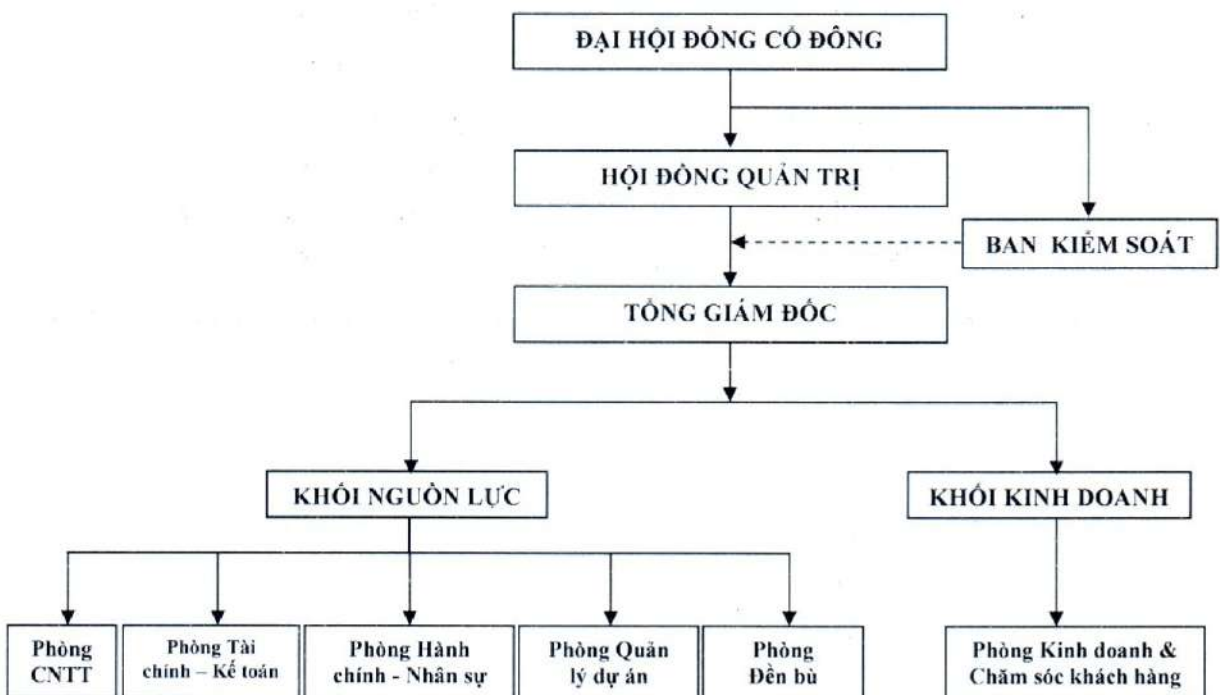 ĐẠI HỘI ĐỒNG CỔ ĐÔNG
HỘI ĐỒNG QUẢN TRỊ
BAN KIỂM SOÁT
TỔNG GIÁM ĐỐC
KHỐI NGUỒN LỰC
KHỐI KINH DOANH
Phòng
CNTT
Phòng Tài
chính – Kế toán
Phòng Hành
chính - Nhân sự
Phòng Quản
lý dự án
Phòng
Đền bù
Phòng Kinh doanh &
Chăm sóc khách hàng